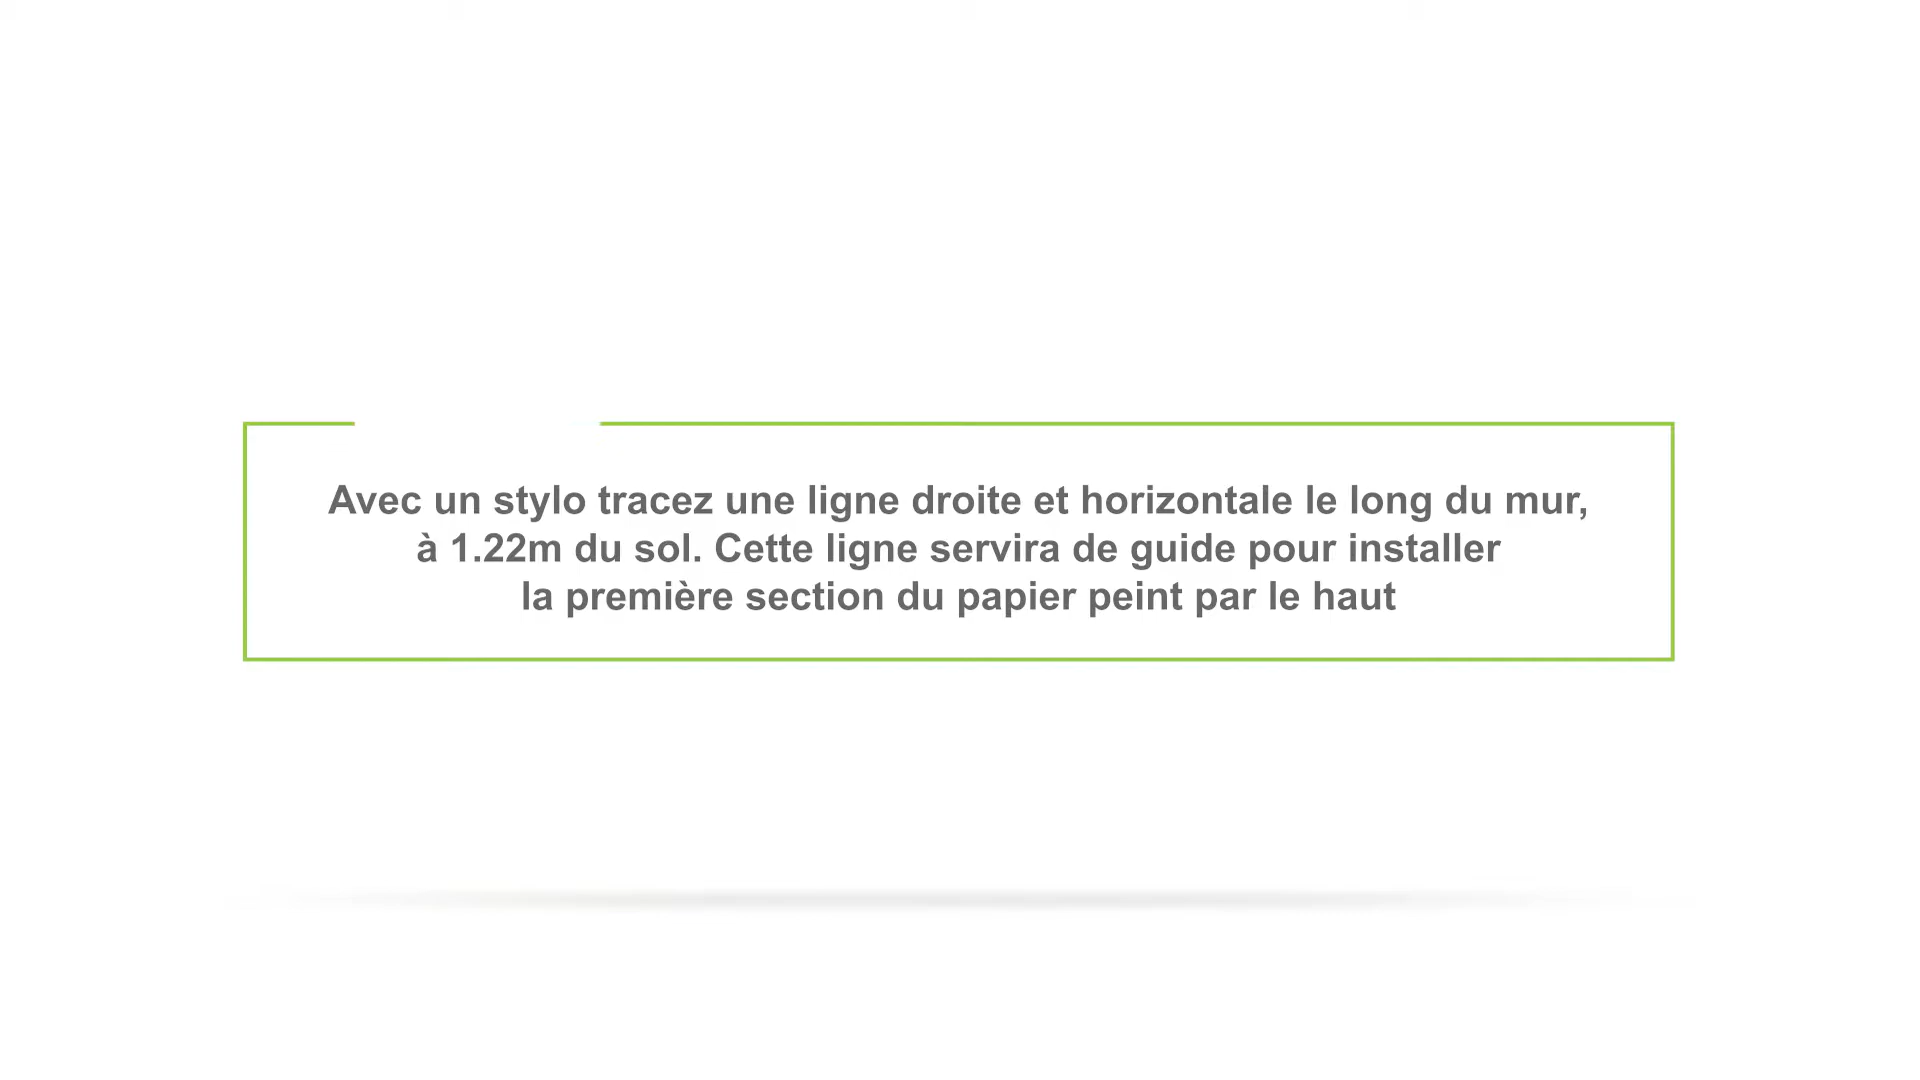 Avec un stylo tracez une ligne droite et horizontale le long du mur,
à 1.22m du sol. Cette ligne servira de guide pour installer
la première section du papier peint par le haut